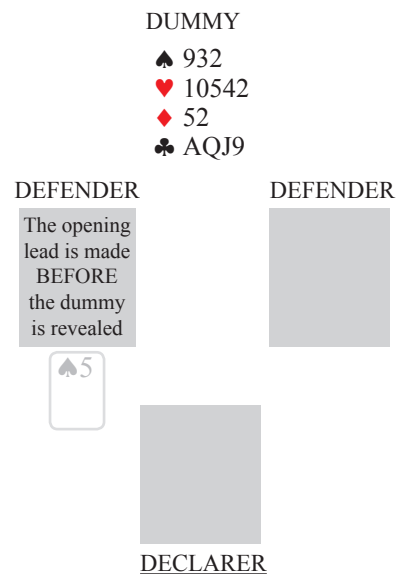 DUMMY
♠ 932
♥ 10542
♦ 52
♣ AQJ9
DEFENDER
DEFENDER
The opening
lead is made
BEFORE
the dummy
is revealed
♠5
DECLARER